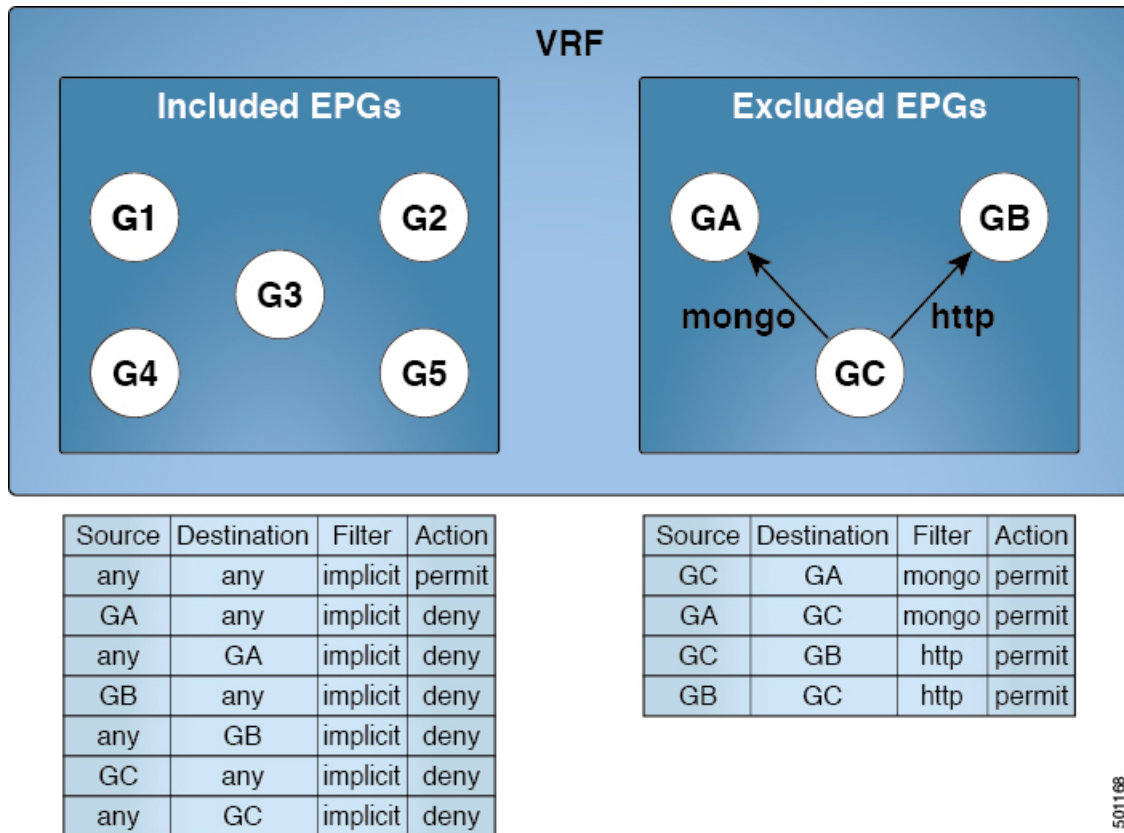 VRF
Included EPGs
G1
G2
G3
G4
G5
Excluded EPGs
GA
GB
mongo
http
GC
Source Destination Filter Action
any any implicit permit
GA any implicit deny
any GA implicit deny
GB any implicit deny
any GB implicit deny
GC any implicit deny
any GC implicit deny
Source Destination Filter Action
GC GA mongo permit
GA GC mongo permit
GC GB http permit
GB GC http permit
501168